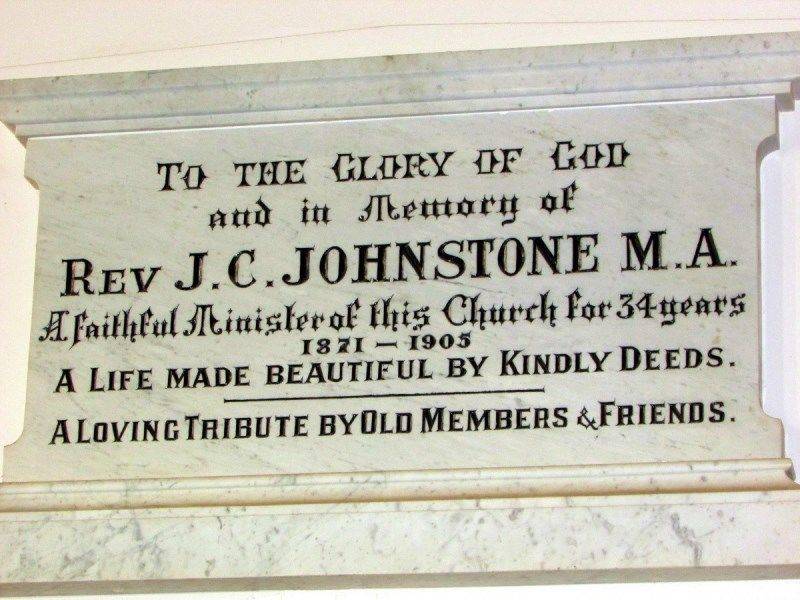 To the Glory of God
and in Memory of
Rev J.C. Johnstone M.A.
A faithful Minister of this Church for 34 years
1871 – 1905
A Life made beautiful by Kindly Deeds.
A Loving Tribute by Old Members & Friends.